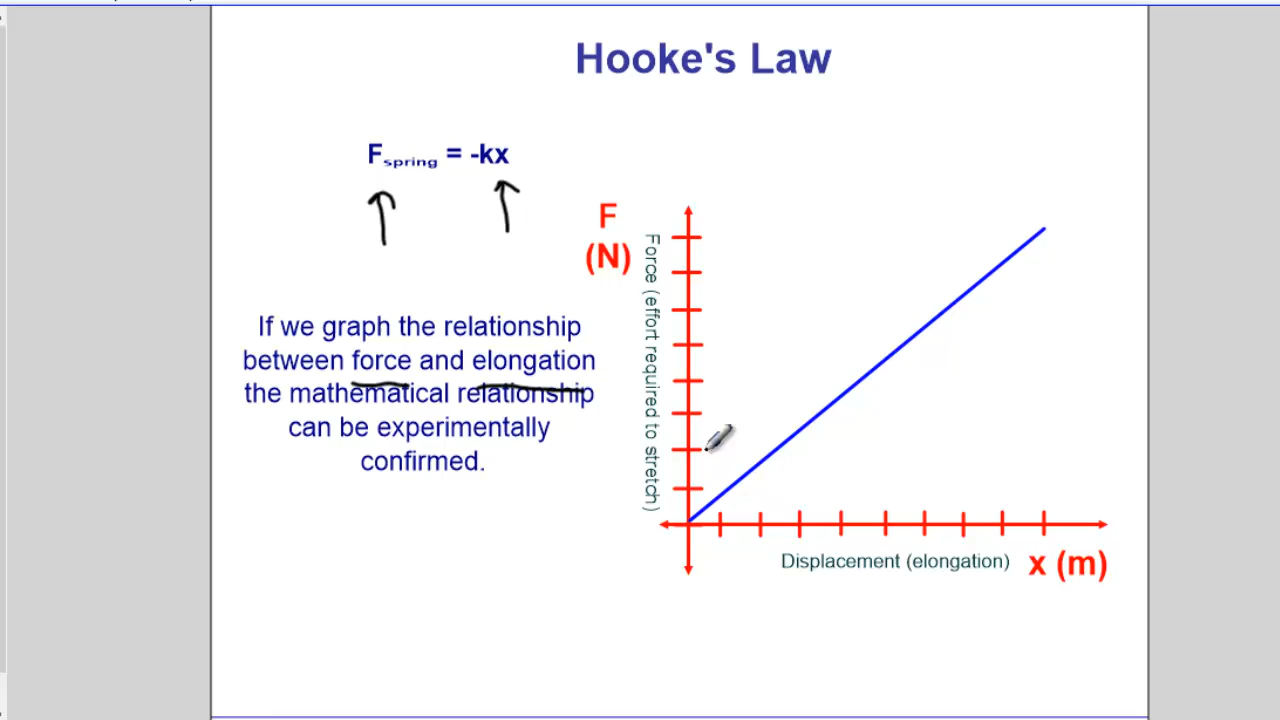 Hooke's Law
Fspring = -kx
If we graph the relationship
between force and elongation
the mathematical relationship
can be experimentally
confirmed.
F
(N)
Force (effort required to stretch)
Displacement (elongation)
x (m)